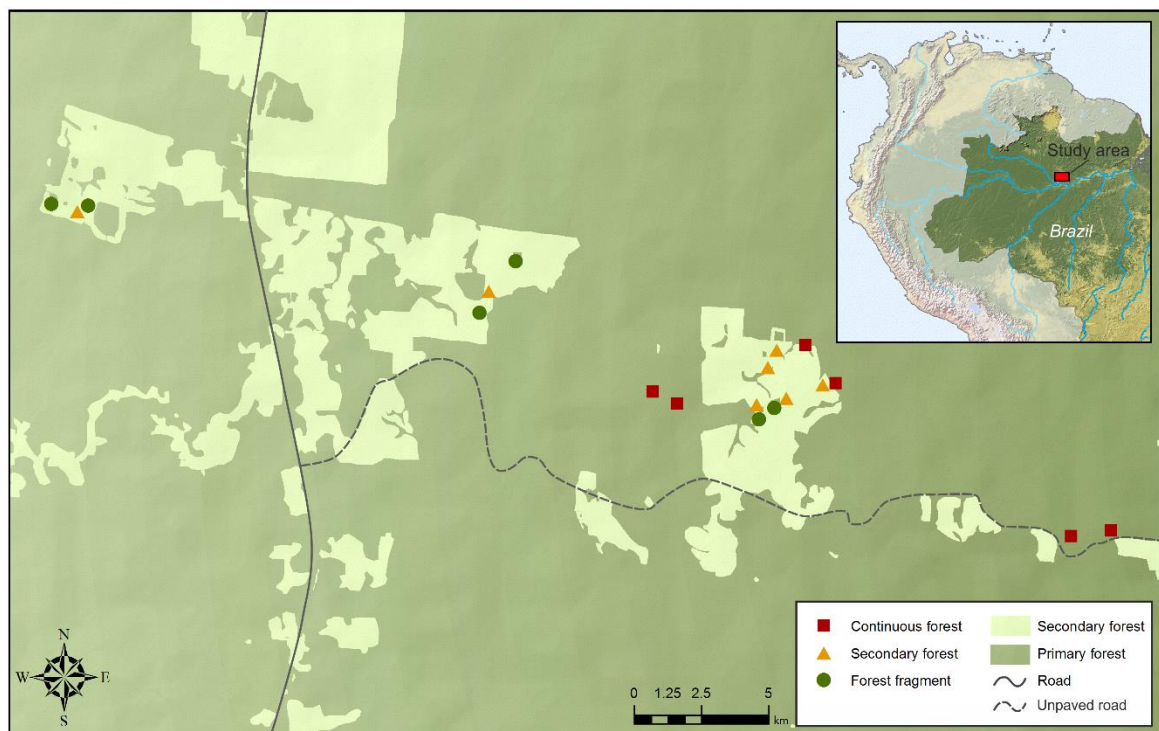 Study area
Brazil
N
W E
S
0 1.25 2.5 5
km
Continuous forest
Secondary forest
Forest fragment
Secondary forest
Primary forest
Road
Unpaved road